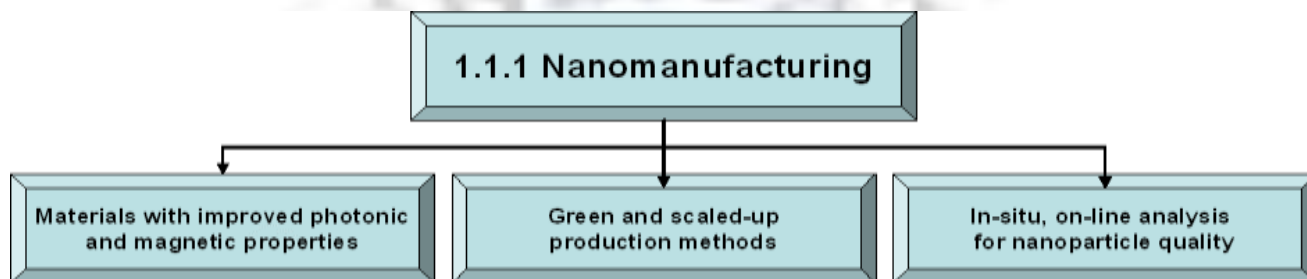 1.1.1 Nanomanufacturing
Materials with improved photonic
and magnetic properties
Green and scaled-up
production methods
In-situ, on-line analysis
for nanoparticle quality